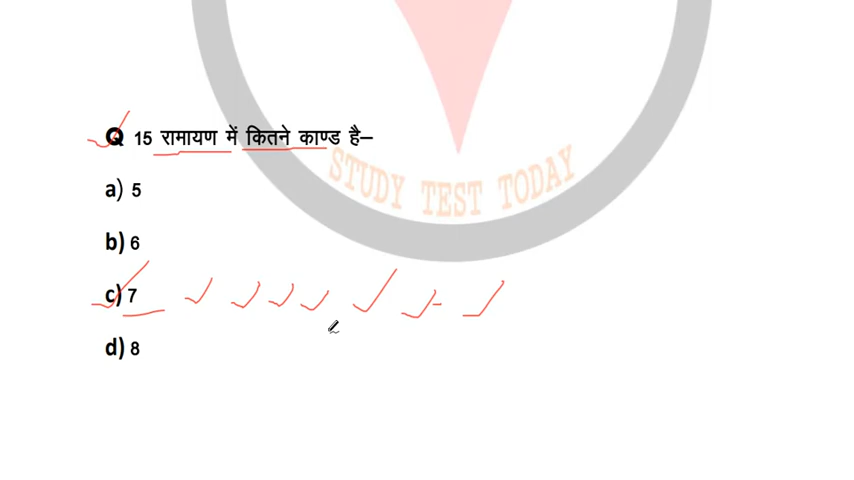 Q 15 रामायण में कितने काण्ड है–
STUDY TEST TODAY
a) 5
b) 6
c) 7
d) 8